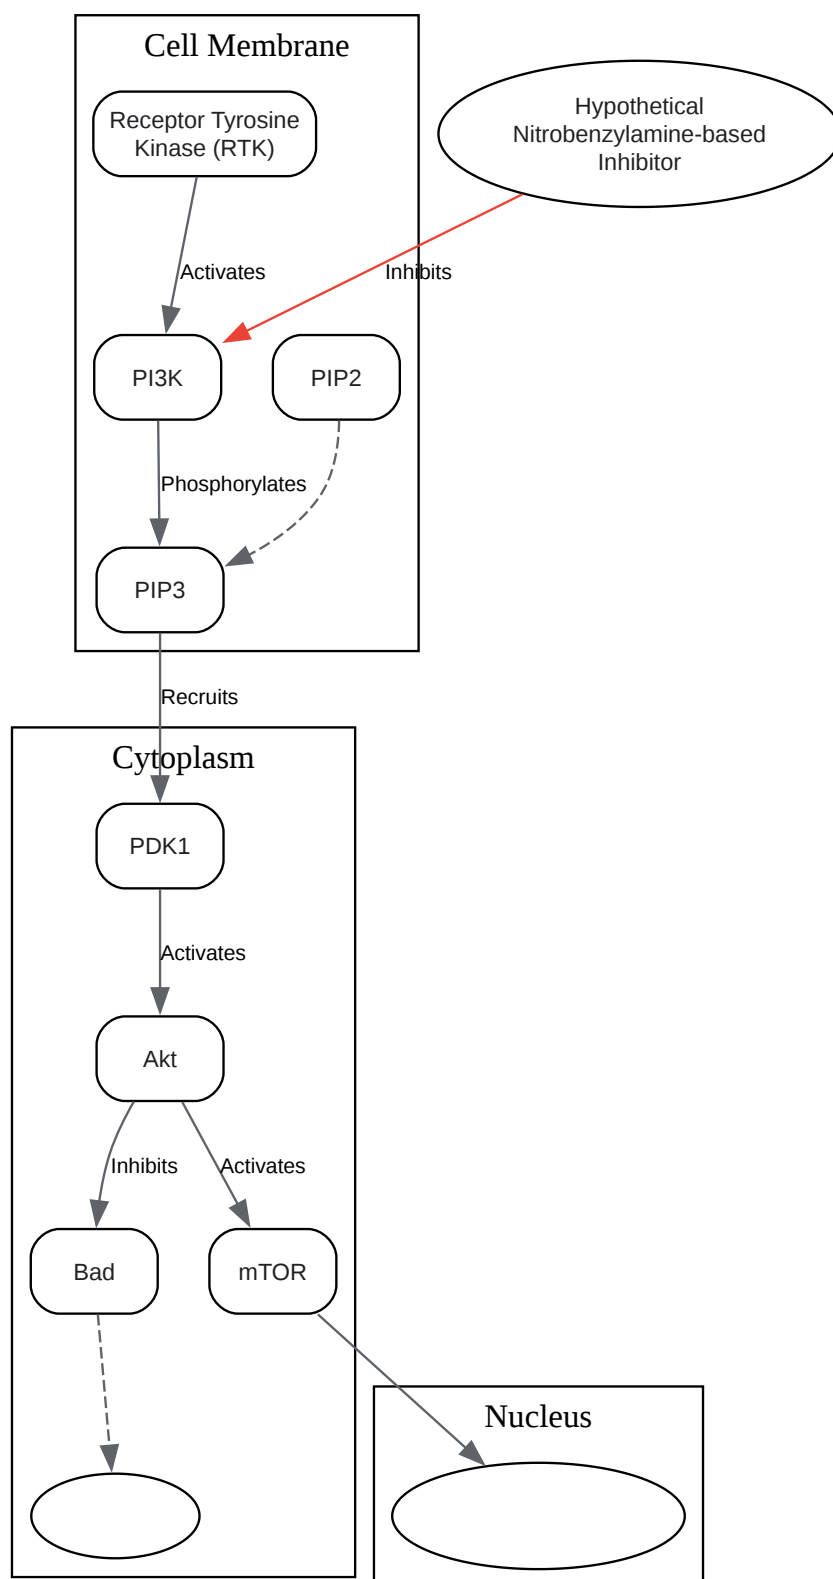 Cell Membrane
Receptor Tyrosine
Kinase (RTK)
Hypothetical
Nitrobenzylamine-based
Inhibitor
Activates
Inhibits
PI3K
PIP2
Phosphorylates
PIP3
Recruits
Cytoplasm
PDK1
Activates
Akt
Inhibits
Activates
Bad
mTOR
Nucleus